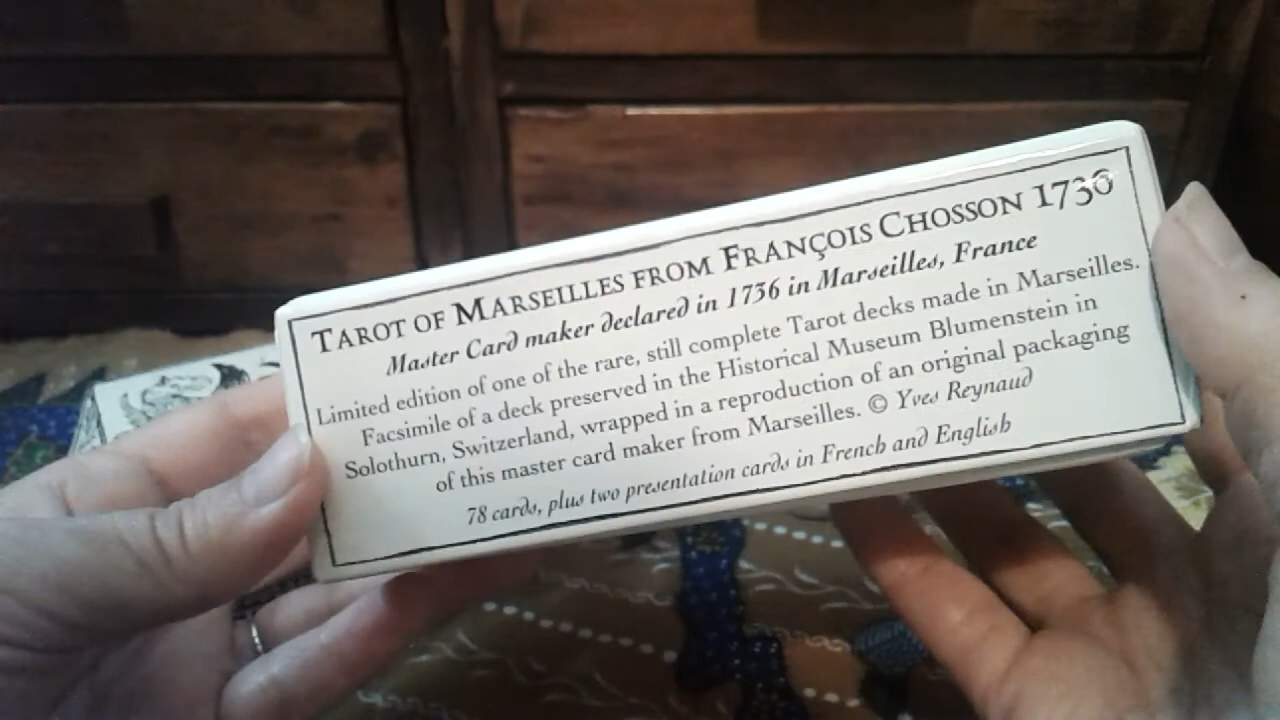 TAROT OF MARSEILLES FROM FRANÇOIS CHOSSON 1736
Master Card maker declared in 1736 in Marseilles, France
Limited edition of one of the rare, still complete Tarot decks made in Marseilles.
Facsimile of a deck preserved in the Historical Museum Blumenstein in
Solothurn, Switzerland, wrapped in a reproduction of an original packaging
of this master card maker from Marseilles. © Yves Reynaud
78 cards, plus two presentation cards in French and English